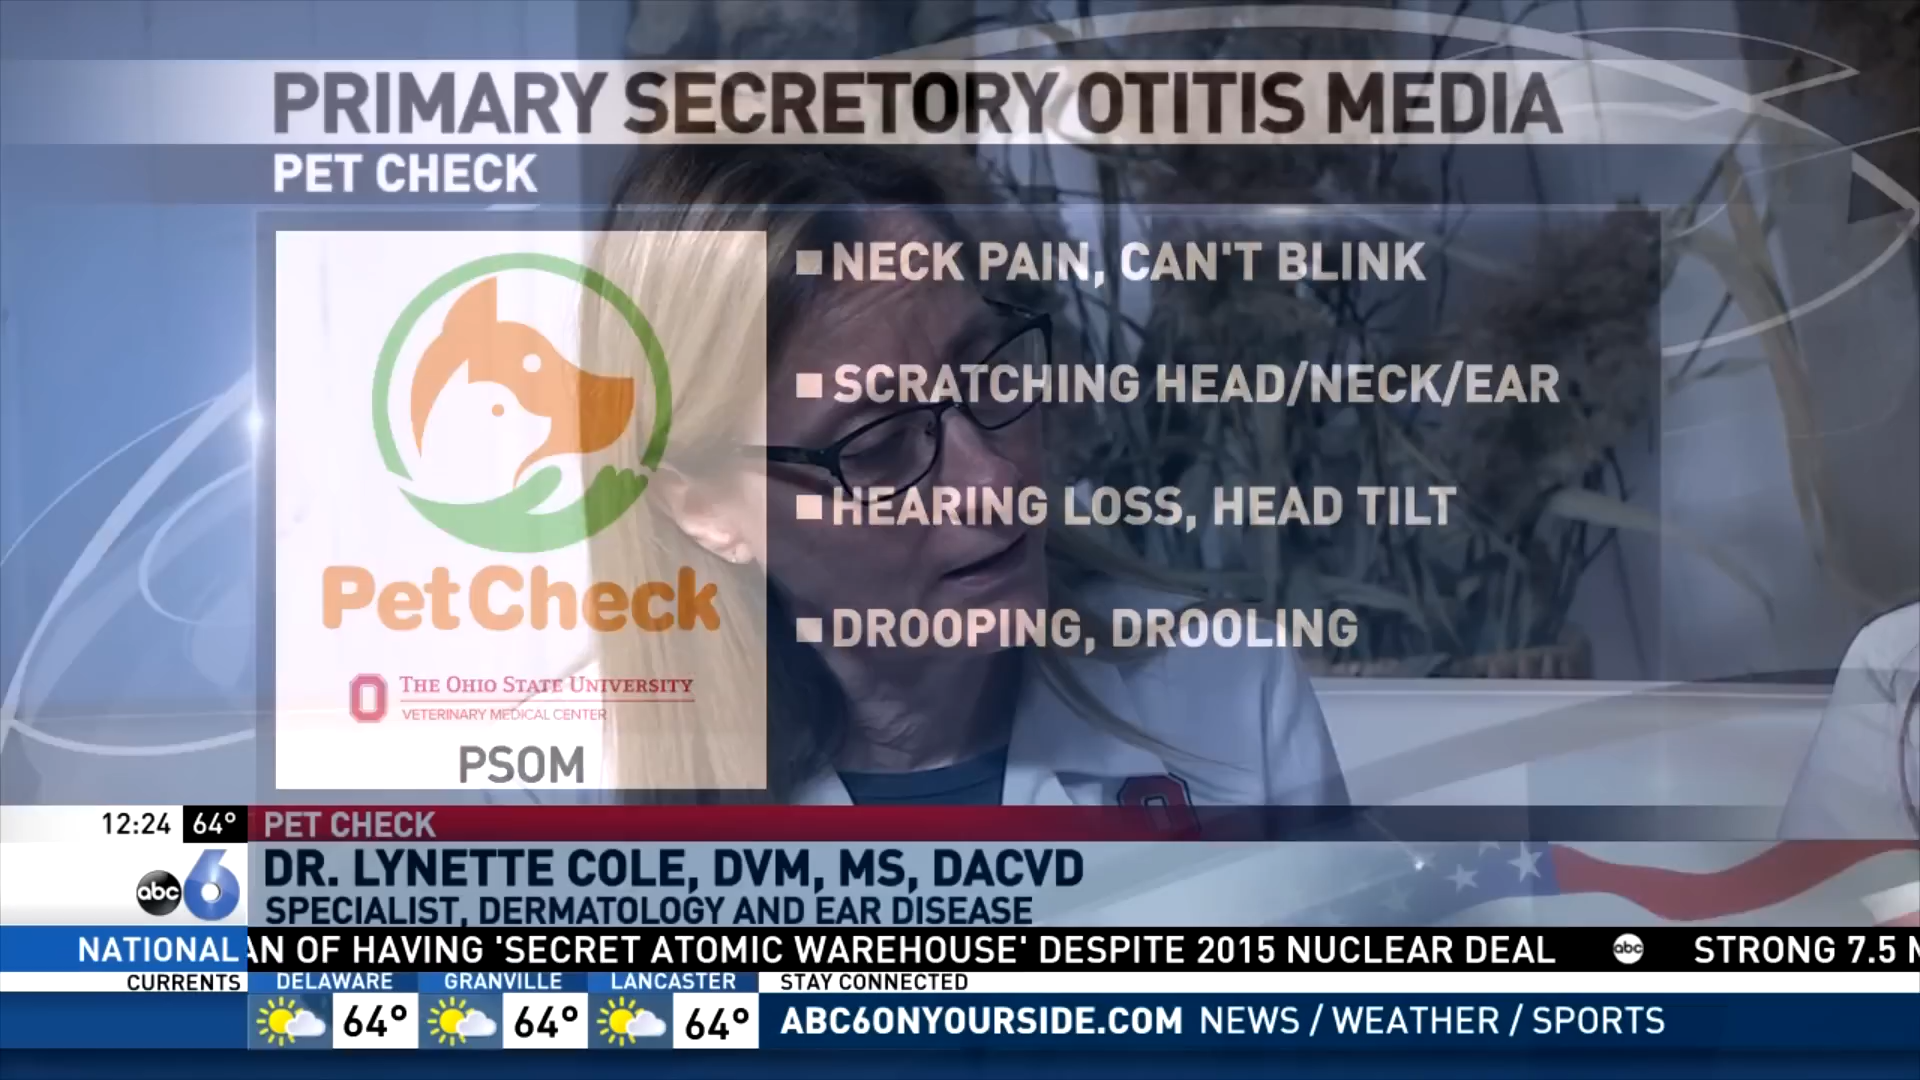 PRIMARY SECRETORY OTITIS MEDIA
PET CHECK
NECK PAIN, CAN'T BLINK
SCRATCHING HEAD/NECK/EAR
HEARING LOSS, HEAD TILT
DROOPING, DROOLING
PetCheck
THE OHIO STATE UNIVERSITY
VETERINARY MEDICAL CENTER
PSOM
12:24 64° PET CHECK
DR. LYNETTE COLE, DVM, MS, DACVD
abc 6
SPECIALIST, DERMATOLOGY AND EAR DISEASE
NATIONAL AN OF HAVING 'SECRET ATOMIC WAREHOUSE' DESPITE 2015 NUCLEAR DEAL abc STRONG 7.5
CURRENTS DELAWARE GRANVILLE LANCASTER STAY CONNECTED
64° 64° 64° ABC6ONYOURSIDE.COM NEWS / WEATHER / SPORTS